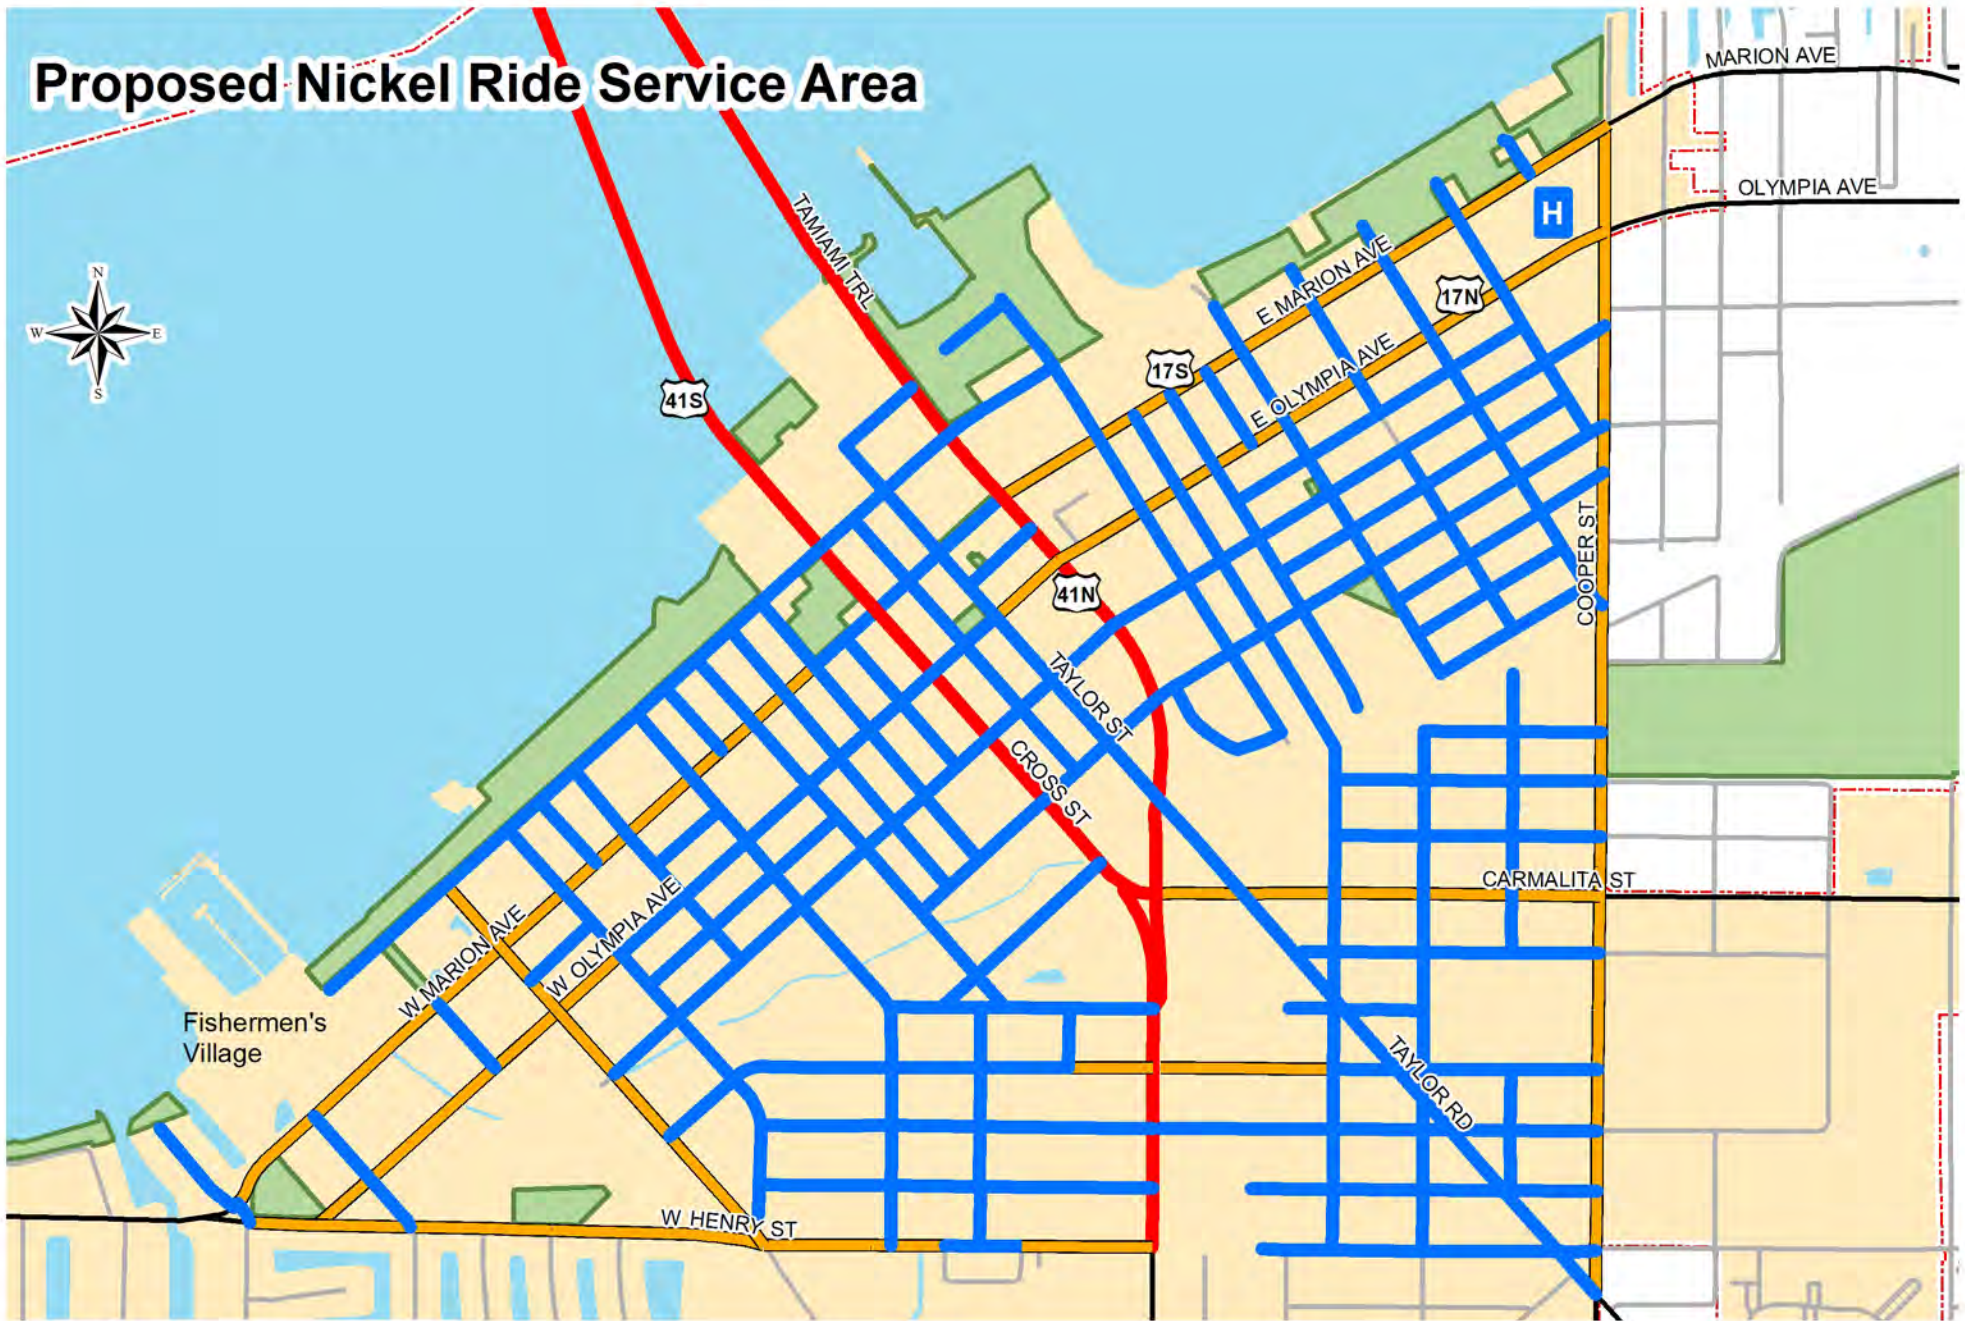 Proposed Nickel Ride Service Area
MARION AVE
OLYMPIA AVE
H
TAMIAMI TRL
E MARION AVE
17N
N
W
E
S
17S
E OLYMPIA AVE
41S
41N
COOPER ST
TAYLOR ST
CROSS ST
CARMALITA ST
W MARION AVE
W OLYMPIA AVE
Fishermen's
Village
TAYLOR RD
W HENRY ST